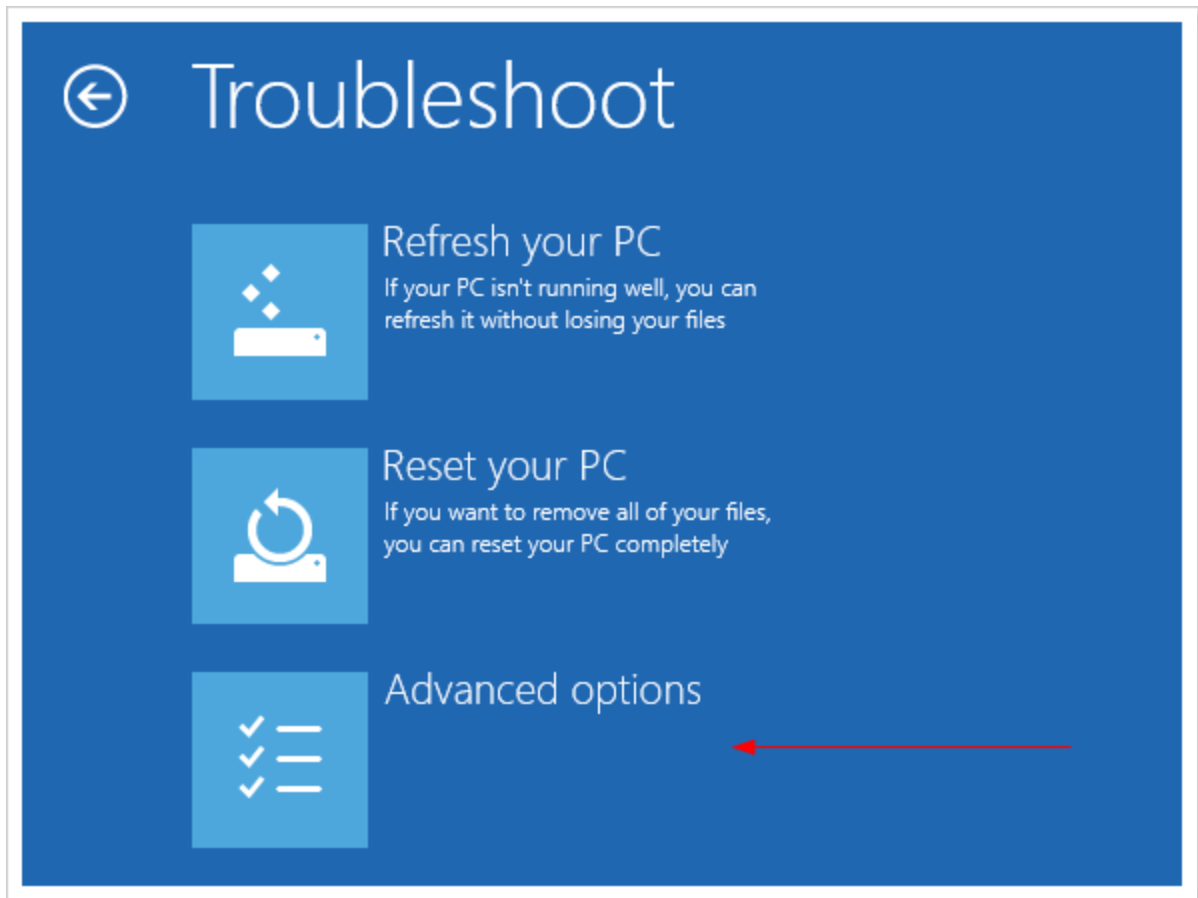 Troubleshoot
Refresh your PC
If your PC isn't running well, you can
refresh it without losing your files
Reset your PC
If you want to remove all of your files,
you can reset your PC completely
Advanced options